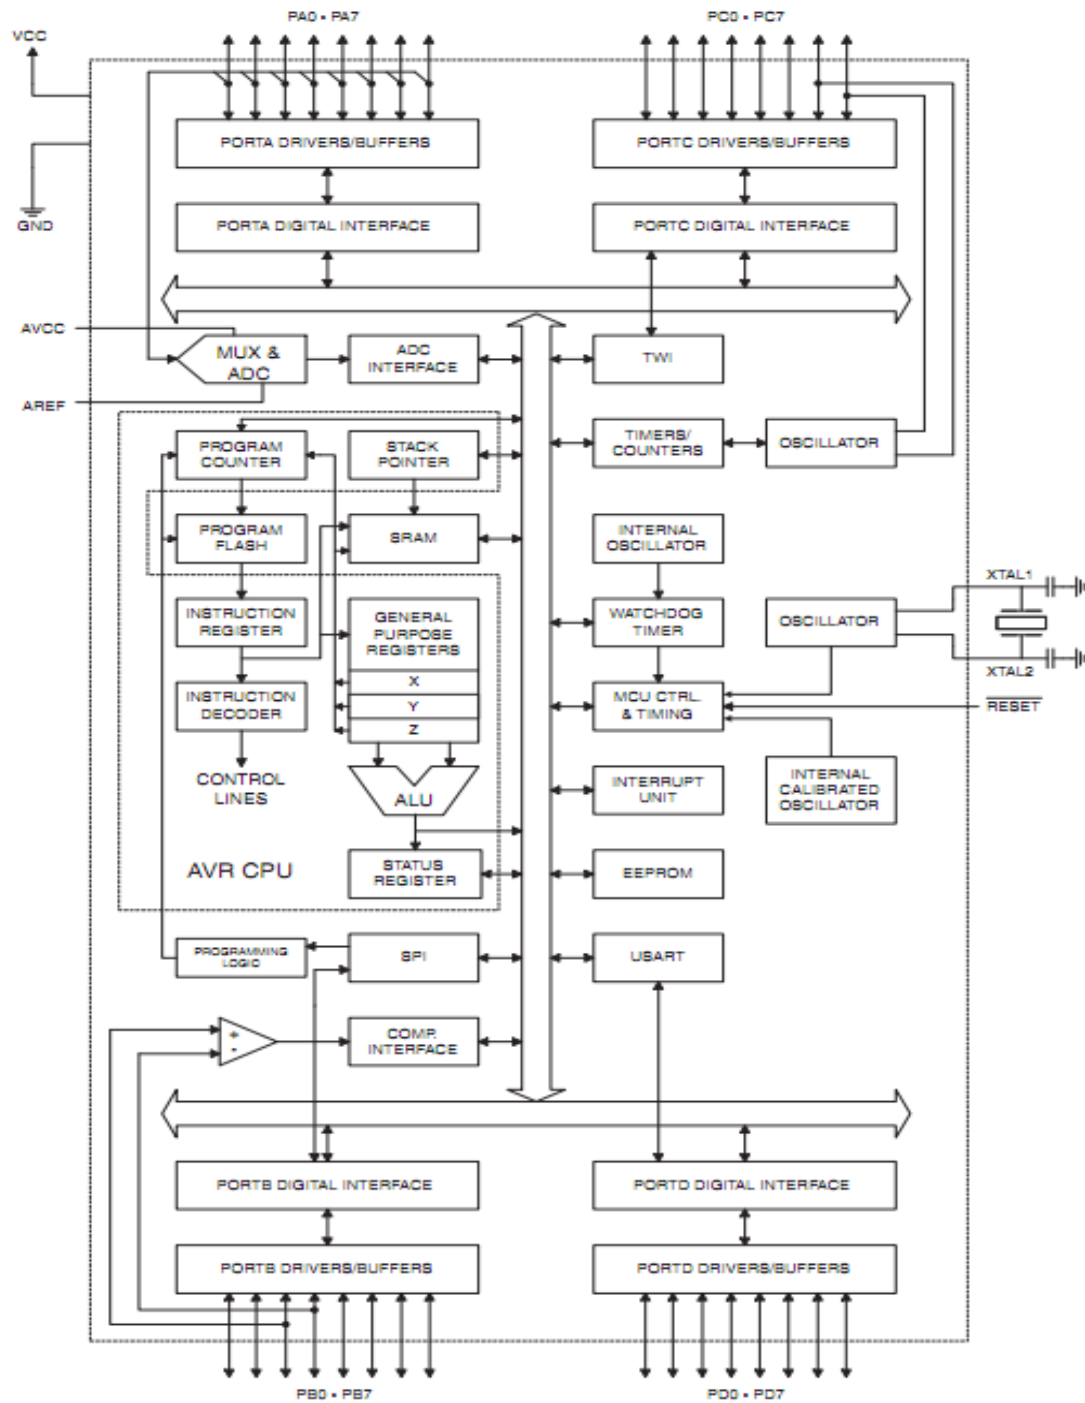 PA0 - PA7
PC0 - PC7
VCC
PORTA DRIVERS/BUFFERS
PORTC DRIVERS/BUFFERS
GND
PORTA DIGITAL INTERFACE
PORTC DIGITAL INTERFACE
AVCC
MUX &
ADC
ADC
INTERFACE
TWI
AREF
PROGRAM
COUNTER
STACK
POINTER
TIMERS/
COUNTERS
OSCILLATOR
PROGRAM
FLASH
SRAM
INTERNAL
OSCILLATOR
XTAL1
INSTRUCTION
REGISTER
GENERAL
PURPOSE
REGISTERS
WATCHDOG
TIMER
OSCILLATOR
XTAL2
X
INSTRUCTION
DECODER
Y
MCU CTRL.
& TIMING
RESET
Z
CONTROL
LINES
ALU
INTERRUPT
UNIT
INTERNAL
CALIBRATED
OSCILLATOR
AVR CPU
STATUS
REGISTER
EEPROM
PROGRAMMING
LOGIC
SPI
USART
+
-
COMP.
INTERFACE
PORTB DIGITAL INTERFACE
PORTD DIGITAL INTERFACE
PORTB DRIVERS/BUFFERS
PORTD DRIVERS/BUFFERS
PB0 - PB7
PD0 - PD7